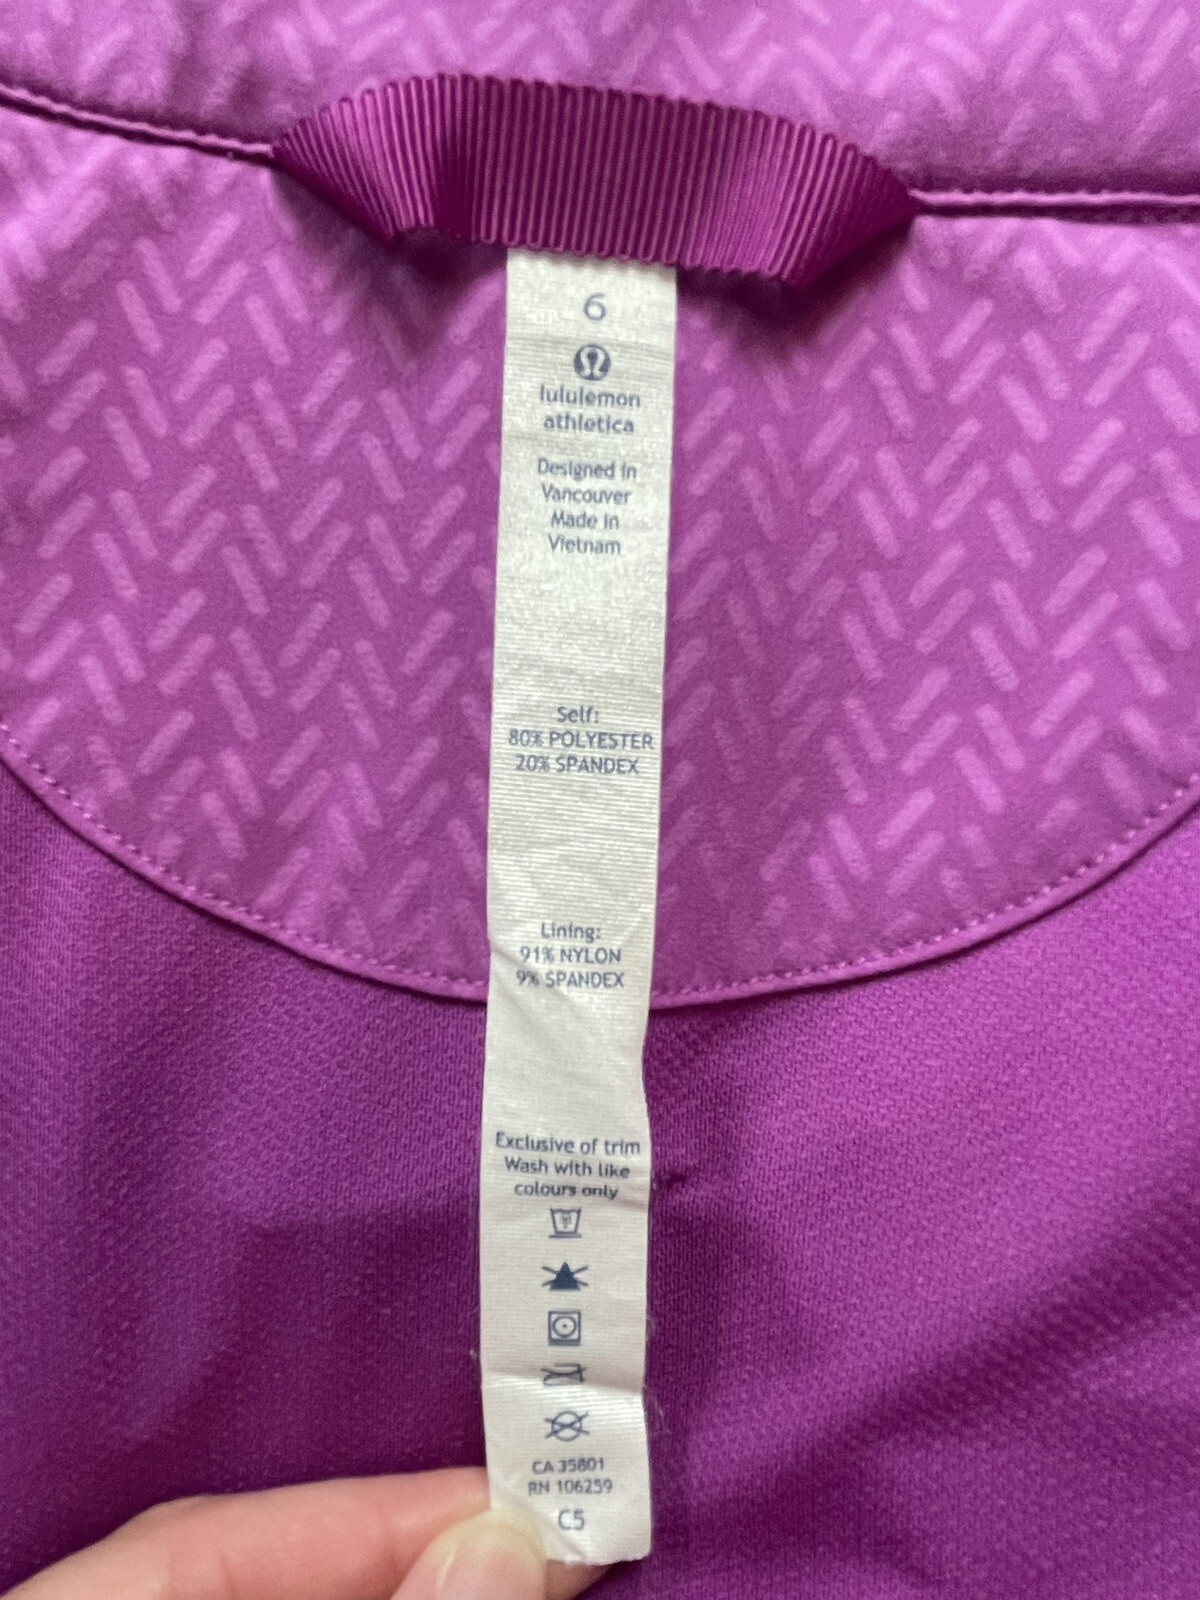 6
lululemon
athletica
Designed in
Vancouver
Made in
Vietnam
Self:
80% POLYESTER
20% SPANDEX
Lining:
91% NYLON
9% SPANDEX
Exclusive of trim
Wash with like
colours only
CA 35801
RN 106259
C5